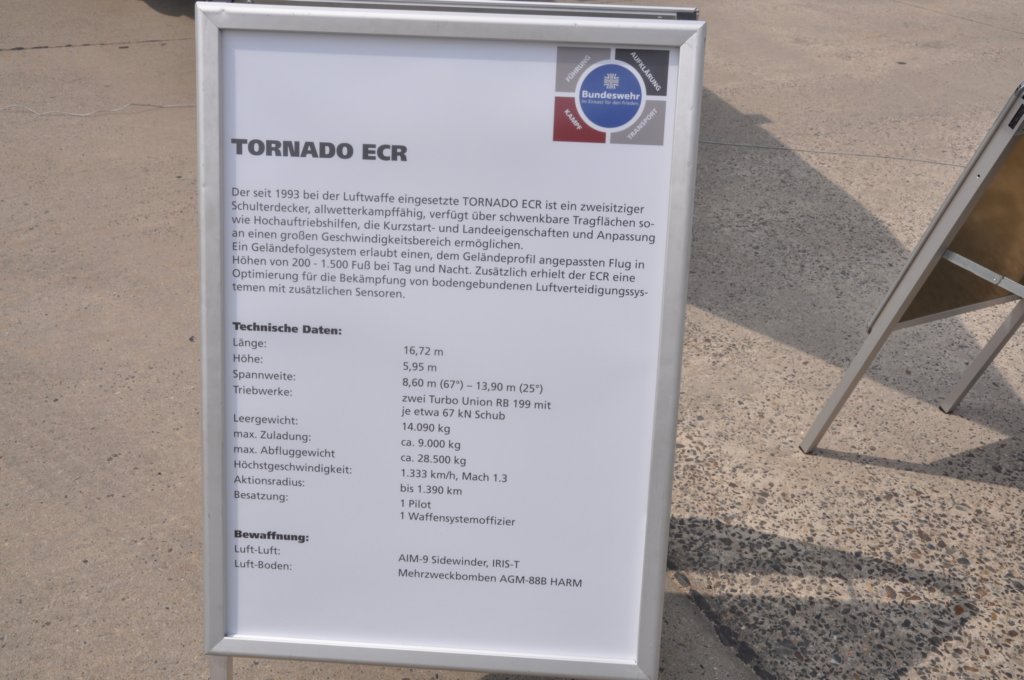 FÜHRUNG
AUFKLÄRUNG
Bundeswehr
Im Einsatz für den Frieden
KAMPF
TRANSPORT
TORNADO ECR
Der seit 1993 bei der Luftwaffe eingesetzte TORNADO ECR ist ein zweisitziger
Schulterdecker, allwetterkampffähig, verfügt über schwenkbare Tragflächen so-
wie Hochauftriebshilfen, die Kurzstart- und Landeeigenschaften und Anpassung
an einen großen Geschwindigkeitsbereich ermöglichen.
Ein Geländefolgesystem erlaubt einen, dem Geländeprofil angepassten Flug in
Höhen von 200 - 1.500 Fuß bei Tag und Nacht. Zusätzlich erhielt der ECR eine
Optimierung für die Bekämpfung von bodengebundenen Luftverteidigungssys-
temen mit zusätzlichen Sensoren.
Technische Daten:
Länge: 16,72 m
Höhe: 5,95 m
Spannweite: 8,60 m (67°) – 13,90 m (25°)
Triebwerke: zwei Turbo Union RB 199 mit
je etwa 67 kN Schub
Leergewicht: 14.090 kg
max. Zuladung: ca. 9.000 kg
max. Abfluggewicht ca. 28.500 kg
Höchstgeschwindigkeit: 1.333 km/h, Mach 1.3
Aktionsradius: bis 1.390 km
Besatzung: 1 Pilot
1 Waffensystemoffizier
Bewaffnung:
Luft-Luft: AIM-9 Sidewinder, IRIS-T
Luft-Boden: Mehrzweckbomben AGM-88B HARM